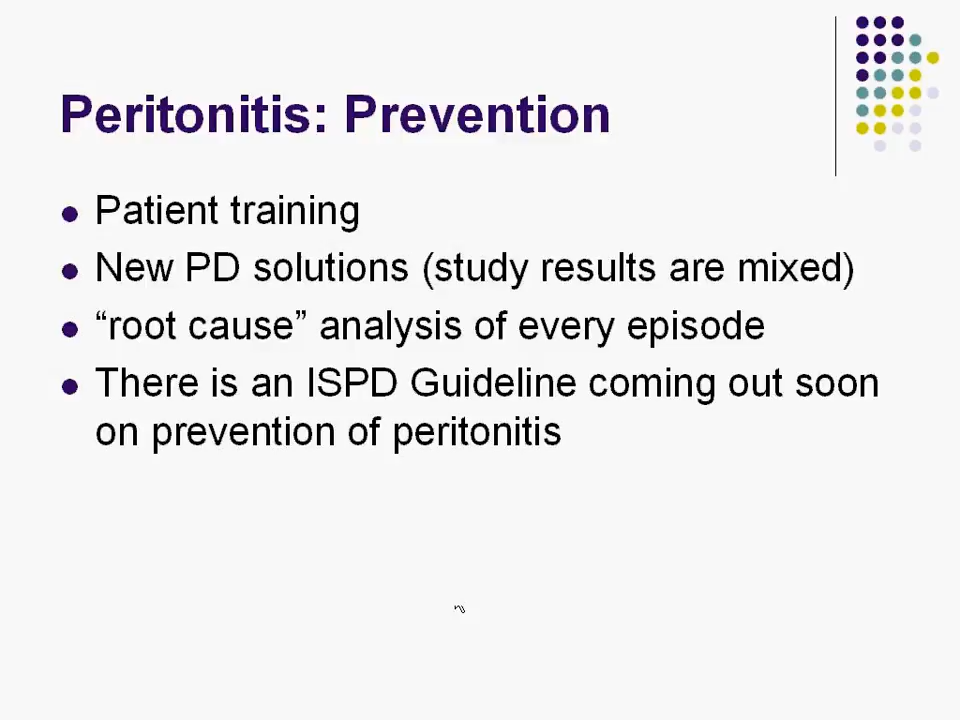 Peritonitis: Prevention
Patient training
New PD solutions (study results are mixed)
“root cause” analysis of every episode
There is an ISPD Guideline coming out soon
on prevention of peritonitis